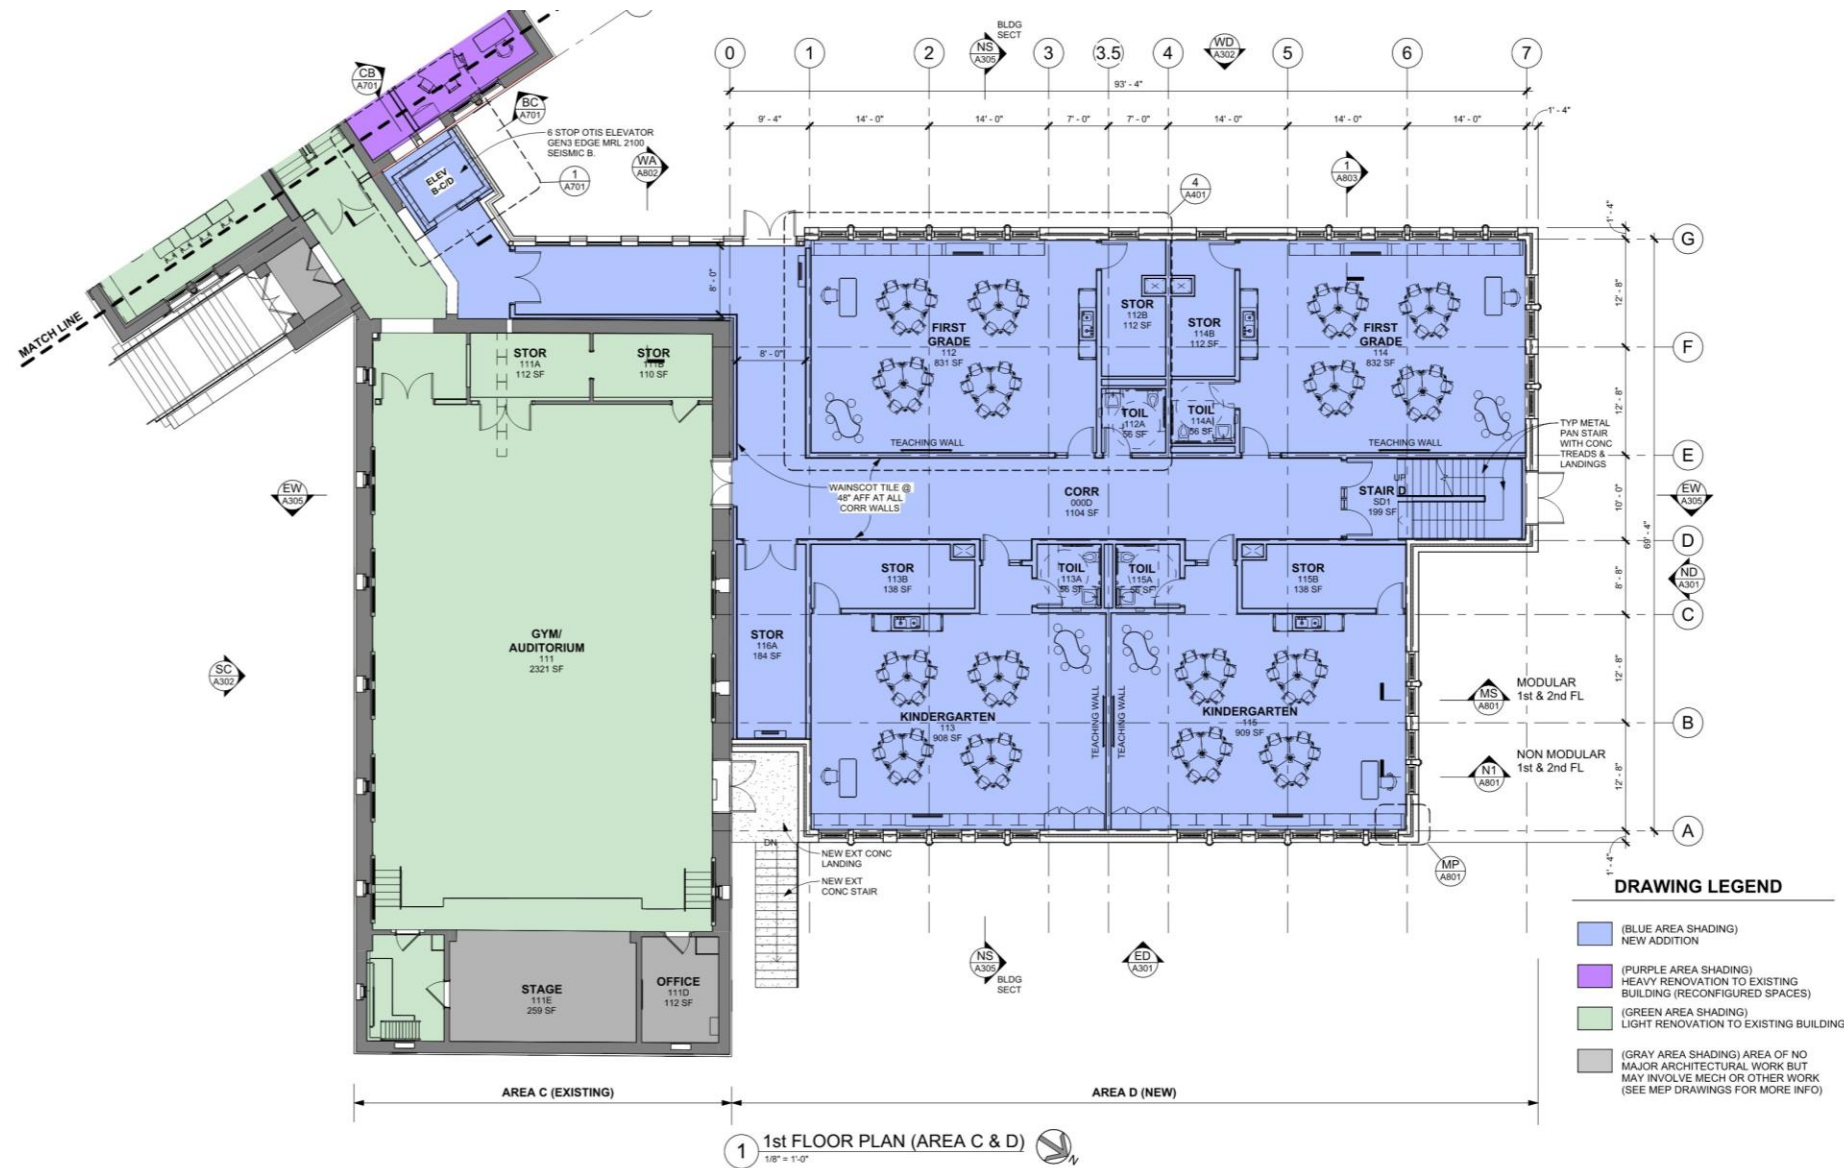 BLDG
SECT
0
1
2
NS
A305
3
3.5
4
WD
A302
5
6
7
93' - 4"
9' - 4"
14' - 0"
14' - 0"
7' - 0"
7' - 0"
14' - 0"
14' - 0"
14' - 0"
1' - 4"
CB
A701
BC
A701
6 STOP OTIS ELEVATOR
GEN3 EDGE MRL 2100
SEISMIC B.
WA
A802
1
A701
ELEV
B-C/D
4
A401
1
A803
MATCH LINE
1' - 4"
G
12' - 8"
F
12' - 8"
E
10' - 0"
D
69' - 4"
8' - 8"
C
12' - 8"
B
12' - 8"
A
1' - 4"
8' - 0"
8' - 0"
FIRST
GRADE
112
831 SF
STOR
112B
112 SF
STOR
114B
112 SF
FIRST
GRADE
114
832 SF
STOR
111A
112 SF
STOR
111B
110 SF
TOIL
112A
56 SF
TOIL
114A
56 SF
TEACHING WALL
TEACHING WALL
TYP METAL
PAN STAIR
WITH CONC
TREADS &
LANDINGS
WAINSCOT TILE @
48" AFF AT ALL
CORR WALLS
CORR
000D
1104 SF
UP
STAIR D
SD1
199 SF
EW
A305
EW
A305
STOR
113B
138 SF
TOIL
113A
56 SF
TOIL
115A
56 SF
STOR
115B
138 SF
ND
A301
GYM/
AUDITORIUM
111
2321 SF
STOR
116A
184 SF
SC
A302
KINDERGARTEN
113
908 SF
TEACHING WALL
TEACHING WALL
KINDERGARTEN
115
909 SF
MS
A801
MODULAR
1st & 2nd FL
N1
A801
NON MODULAR
1st & 2nd FL
DN
NEW EXT CONC
LANDING
NEW EXT
CONC STAIR
MP
A801
NS
A305
BLDG
SECT
ED
A301
STAGE
111E
259 SF
OFFICE
111D
112 SF
DRAWING LEGEND
(BLUE AREA SHADING)
NEW ADDITION
(PURPLE AREA SHADING)
HEAVY RENOVATION TO EXISTING
BUILDING (RECONFIGURED SPACES)
(GREEN AREA SHADING)
LIGHT RENOVATION TO EXISTING BUILDING
(GRAY AREA SHADING) AREA OF NO
MAJOR ARCHITECTURAL WORK BUT
MAY INVOLVE MECH OR OTHER WORK
(SEE MEP DRAWINGS FOR MORE INFO)
AREA C (EXISTING)
AREA D (NEW)
1
1st FLOOR PLAN (AREA C & D)
1/8" = 1'-0"
N